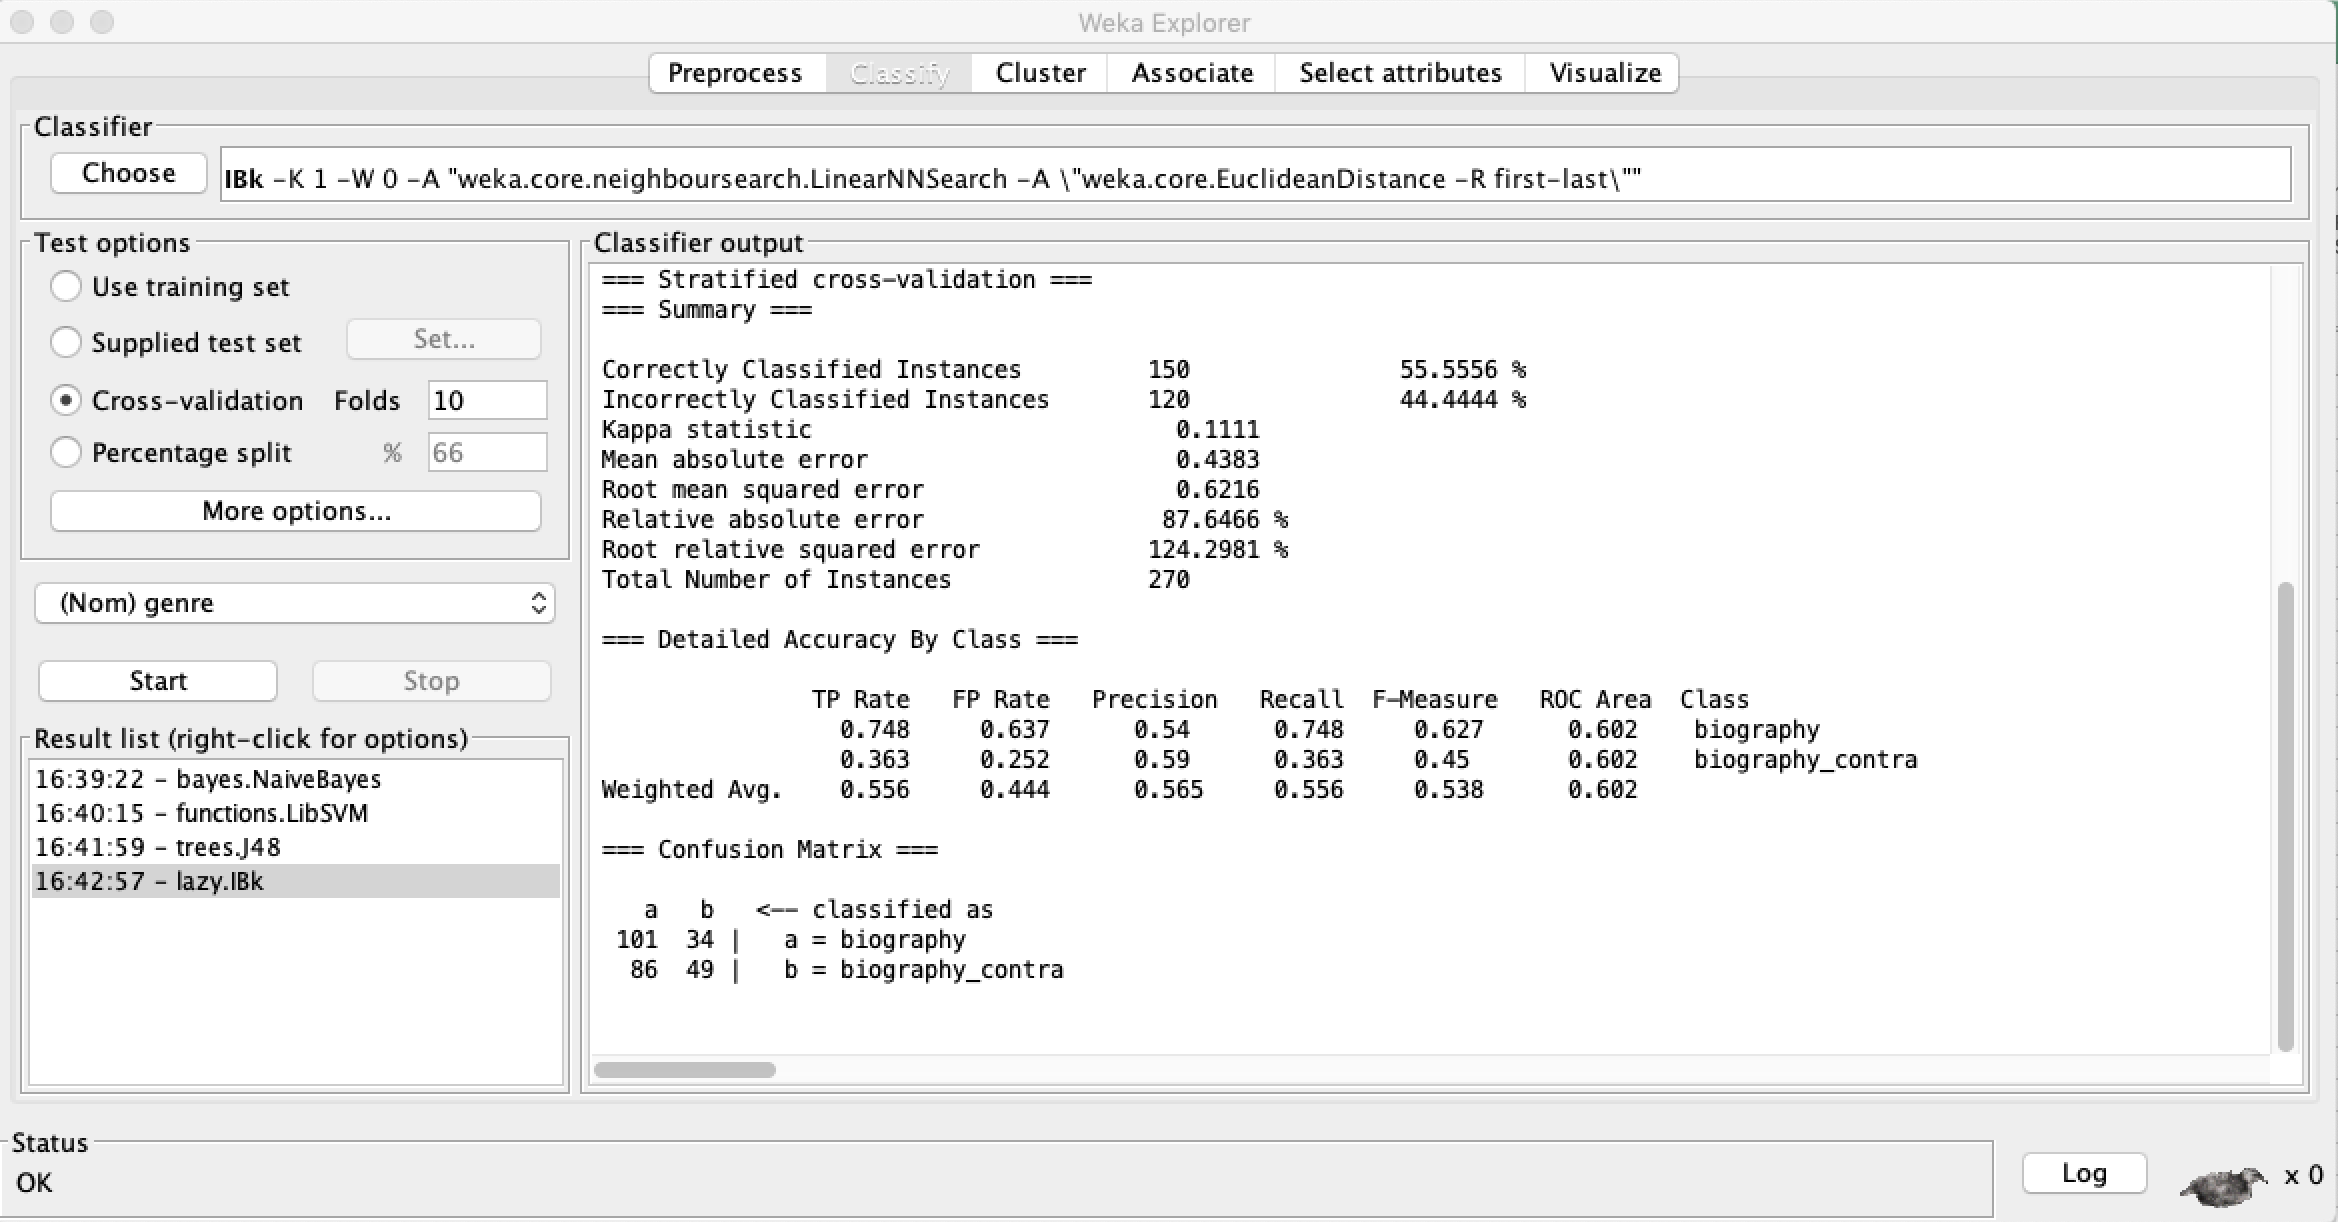 Weka Explorer
Preprocess Classify Cluster Associate Select attributes Visualize
Classifier
Choose IBk -K 1 -W 0 -A "weka.core.neighboursearch.LinearNNSearch -A \"weka.core.EuclideanDistance -R first-last\""
Test options
Use training set
Supplied test set Set...
Cross-validation Folds 10
Percentage split % 66
More options...
(Nom) genre
Start Stop
Result list (right-click for options)
16:39:22 - bayes.NaiveBayes
16:40:15 - functions.LibSVM
16:41:59 - trees.J48
16:42:57 - lazy.IBk
Classifier output
=== Stratified cross-validation ===
=== Summary ===
Correctly Classified Instances 150 55.5556 %
Incorrectly Classified Instances 120 44.4444 %
Kappa statistic 0.1111
Mean absolute error 0.4383
Root mean squared error 0.6216
Relative absolute error 87.6466 %
Root relative squared error 124.2981 %
Total Number of Instances 270
=== Detailed Accuracy By Class ===
TP Rate FP Rate Precision Recall F-Measure ROC Area Class
0.748 0.637 0.54 0.748 0.627 0.602 biography
0.363 0.252 0.59 0.363 0.45 0.602 biography_contra
Weighted Avg. 0.556 0.444 0.565 0.556 0.538 0.602
=== Confusion Matrix ===
a b <-- classified as
101 34 | a = biography
86 49 | b = biography_contra
Status
OK
Log x 0